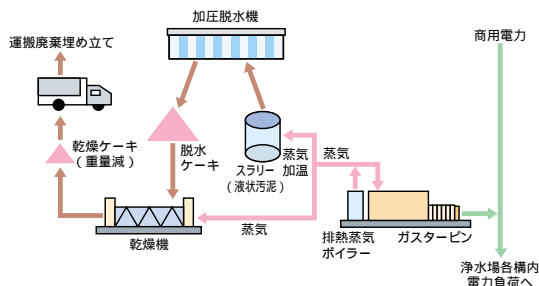 加圧脱水機
運搬廃棄埋め立て
商用電力
乾燥ケーキ
(重量減)
脱水
ケーキ
スラリー
(液状汚泥)
蒸気
加温
蒸気
蒸気
乾燥機
排熱蒸気
ボイラー
ガスタービン
浄水場各構内
電力負荷へ